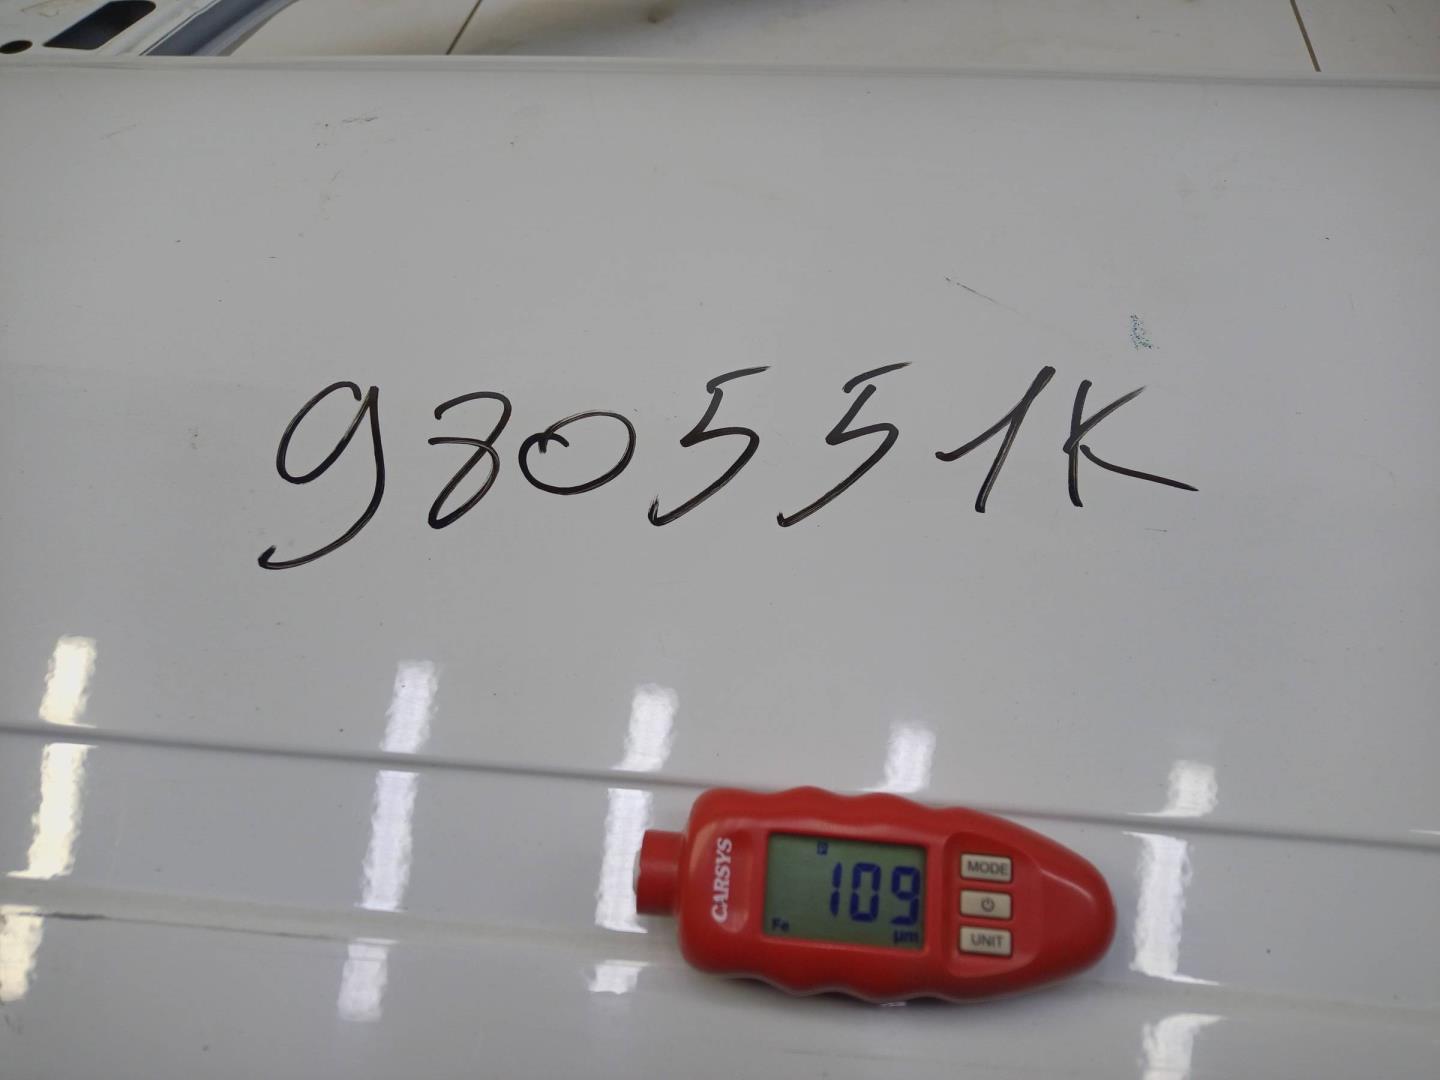 980551K
CARSYS
109
Fe
µm
MODE
UNIT